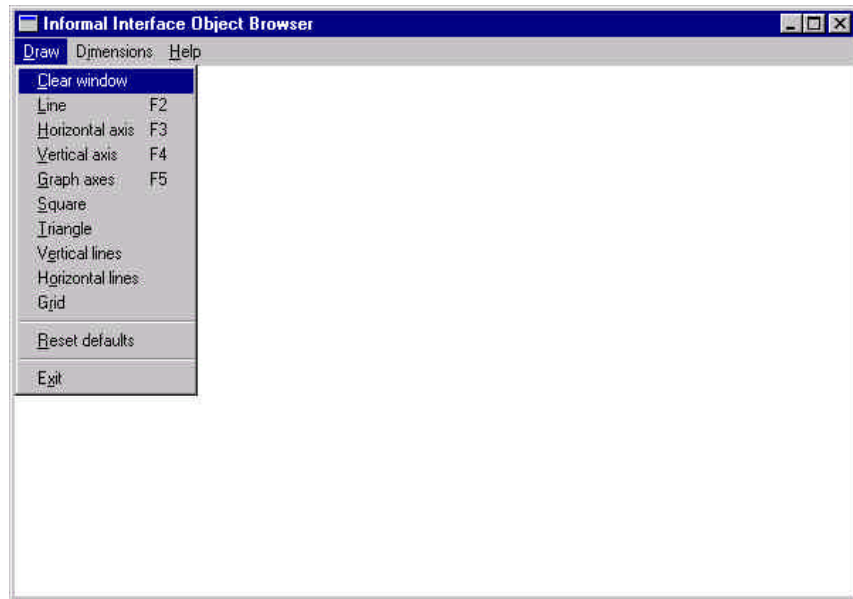 Informal Interface Object Browser
Draw Dimensions Help
Clear window
Line F2
Horizontal axis F3
Vertical axis F4
Graph axes F5
Square
Triangle
Vertical lines
Horizontal lines
Grid
Reset defaults
Exit